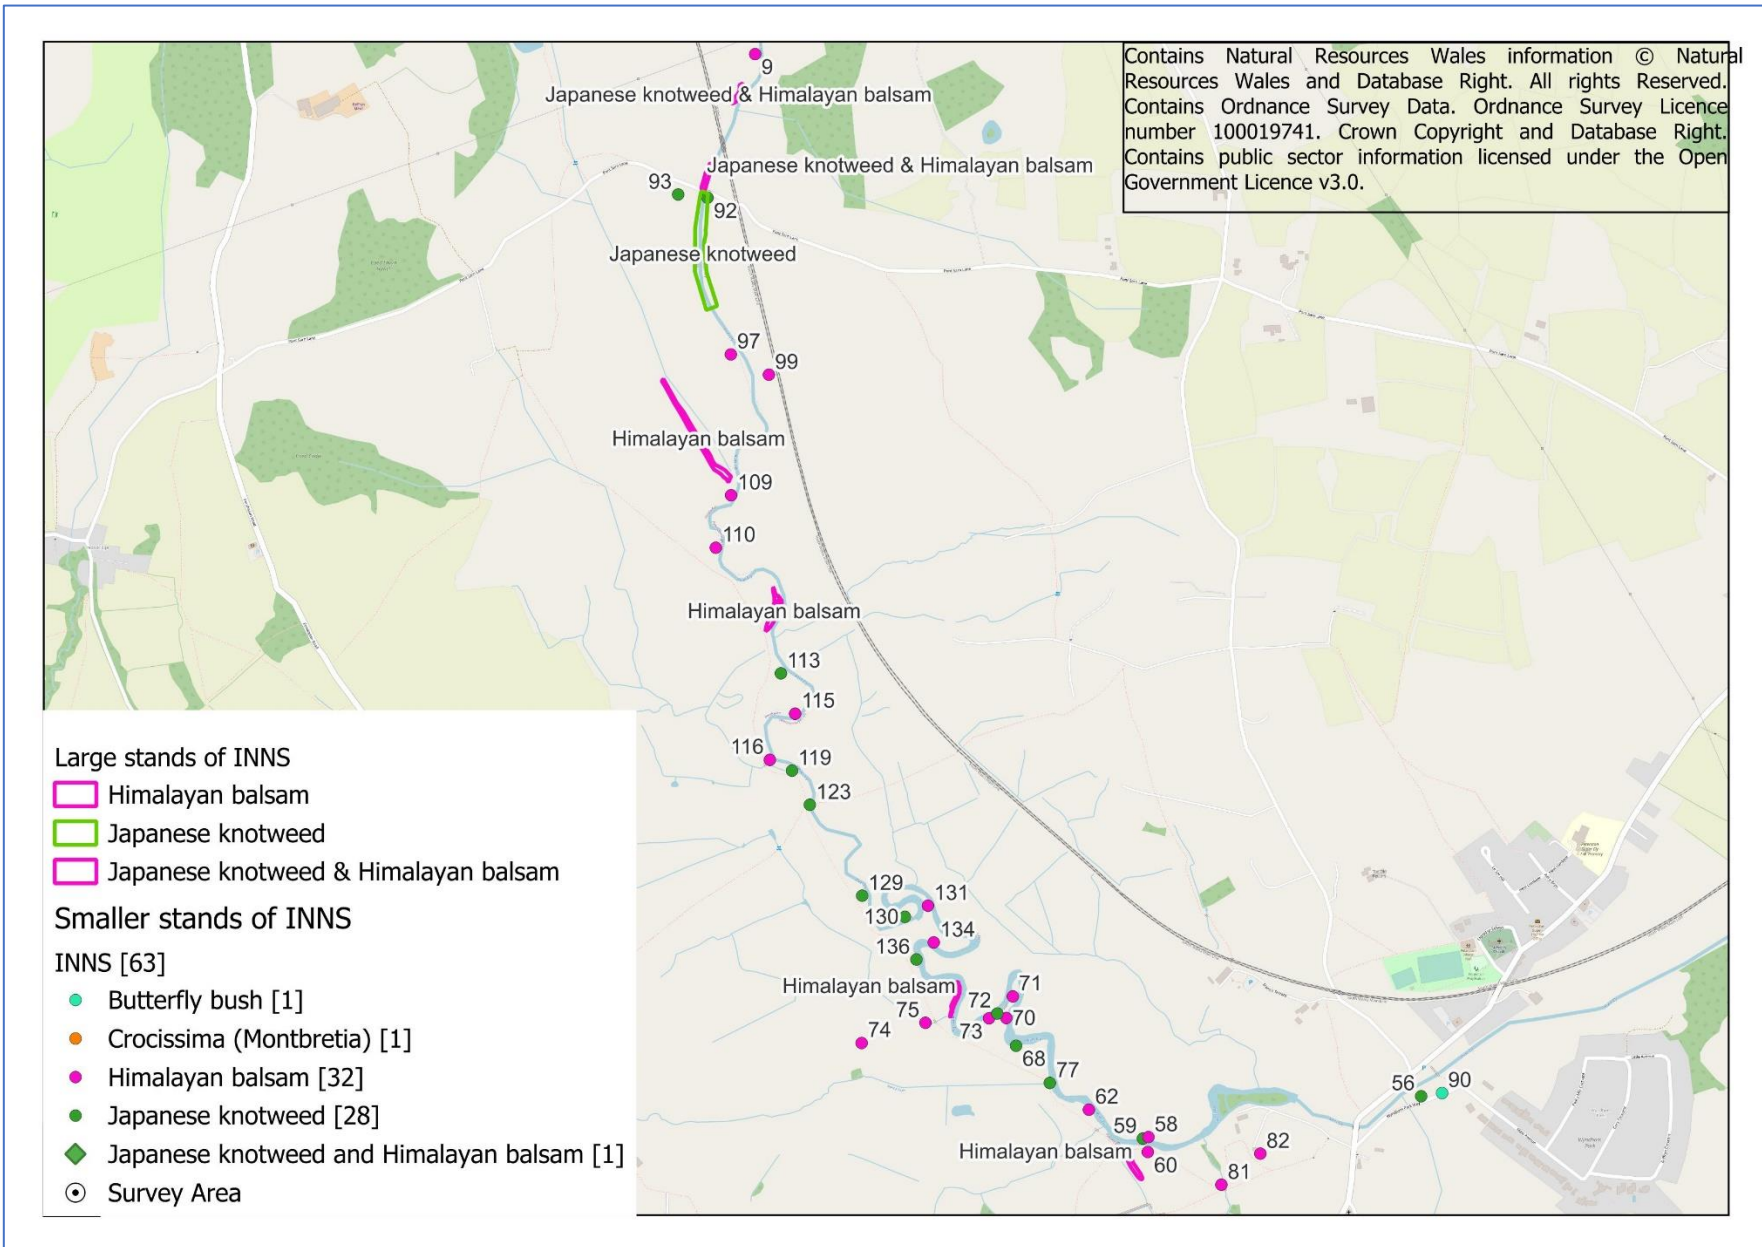 Contains Natural Resources Wales information © Natural
Resources Wales and Database Right. All rights Reserved.
Contains Ordnance Survey Data. Ordnance Survey Licence
number 100019741. Crown Copyright and Database Right.
Contains public sector information licensed under the Open
Government Licence v3.0.
9
Japanese knotweed & Himalayan balsam
Japanese knotweed & Himalayan balsam
93
92
Japanese knotweed
97
99
Himalayan balsam
109
110
Himalayan balsam
113
115
116
119
123
129
131
130
134
136
Himalayan balsam
71
72
75
73
70
74
68
77
62
56
90
59
58
Himalayan balsam
60
82
81
Large stands of INNS
Himalayan balsam
Japanese knotweed
Japanese knotweed & Himalayan balsam
Smaller stands of INNS
INNS [63]
Butterfly bush [1]
Crocissima (Montbretia) [1]
Himalayan balsam [32]
Japanese knotweed [28]
Japanese knotweed and Himalayan balsam [1]
Survey Area